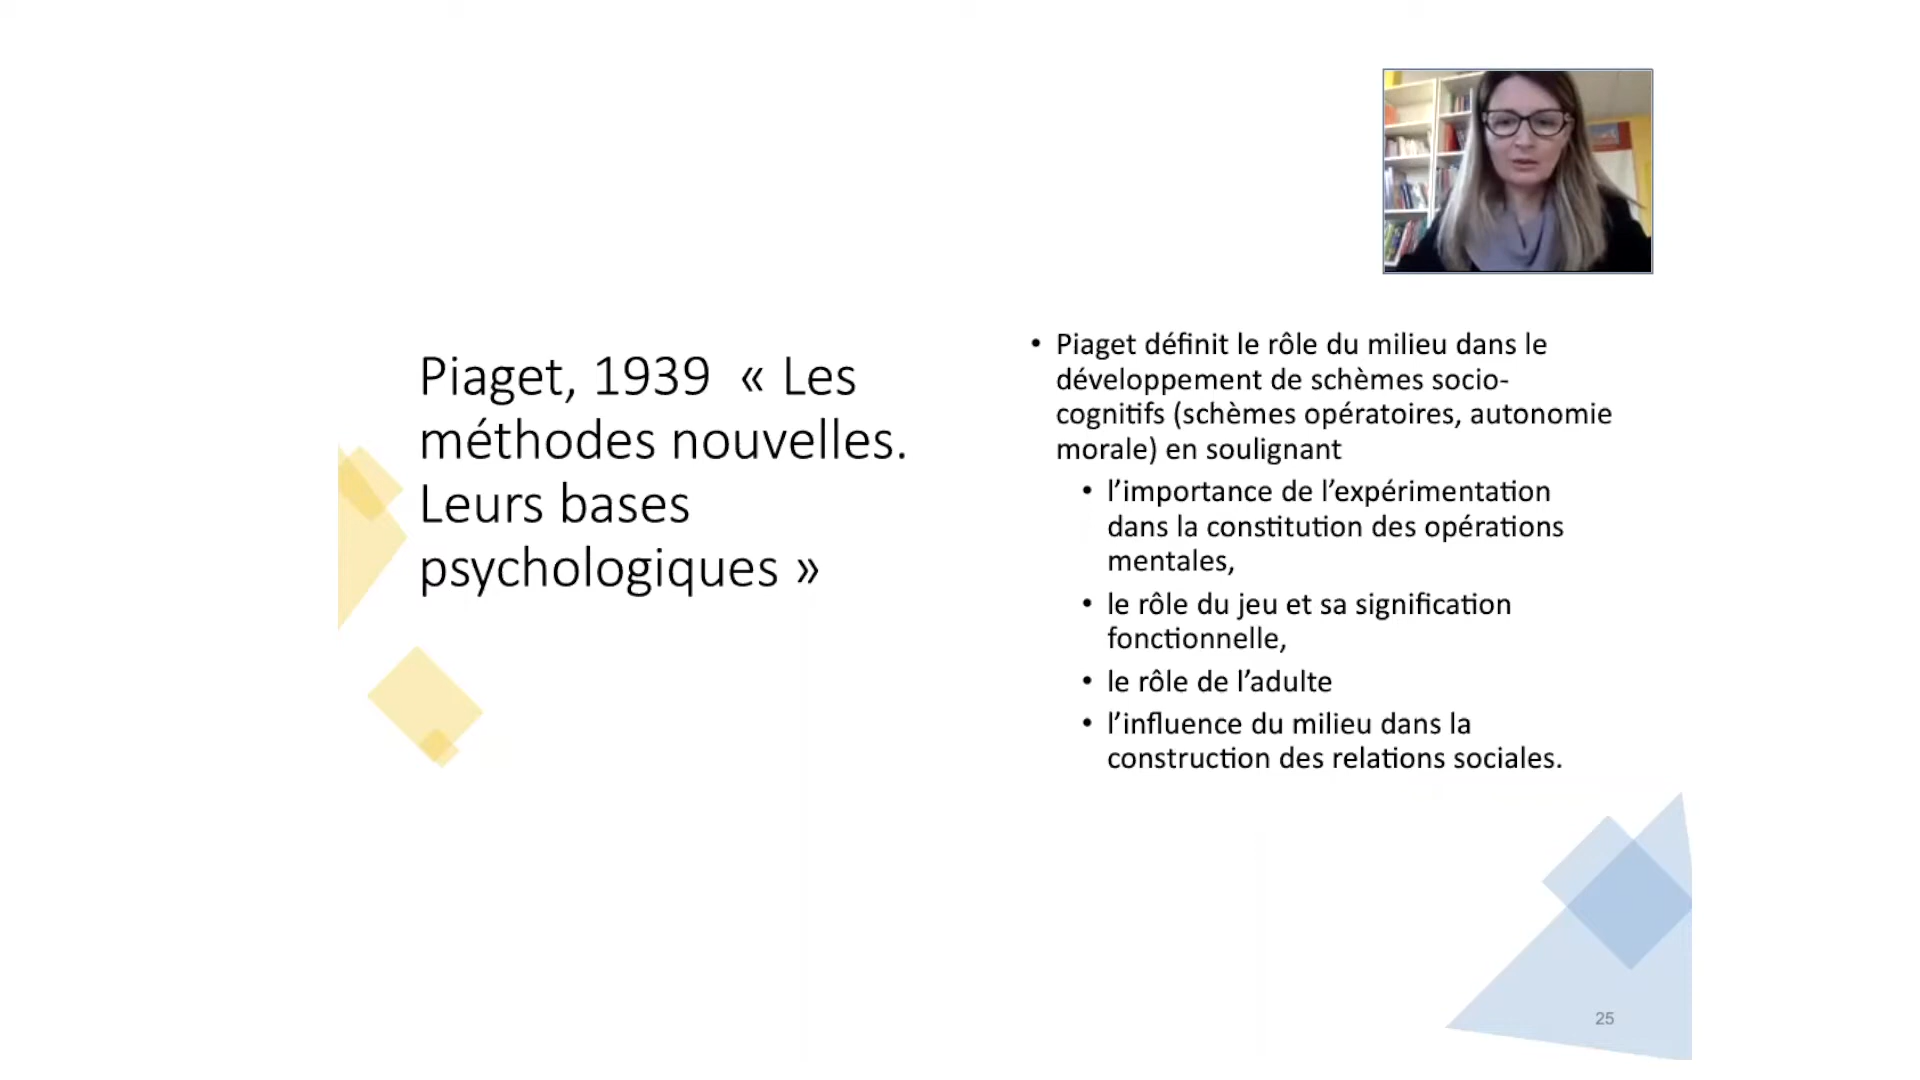 Piaget, 1939  « Les
méthodes nouvelles.
Leurs bases
psychologiques »
• Piaget définit le rôle du milieu dans le
développement de schèmes socio-
cognitifs (schèmes opératoires, autonomie
morale) en soulignant
• l’importance de l’expérimentation
dans la constitution des opérations
mentales,
• le rôle du jeu et sa signification
fonctionnelle,
• le rôle de l’adulte
• l’influence du milieu dans la
construction des relations sociales.
25